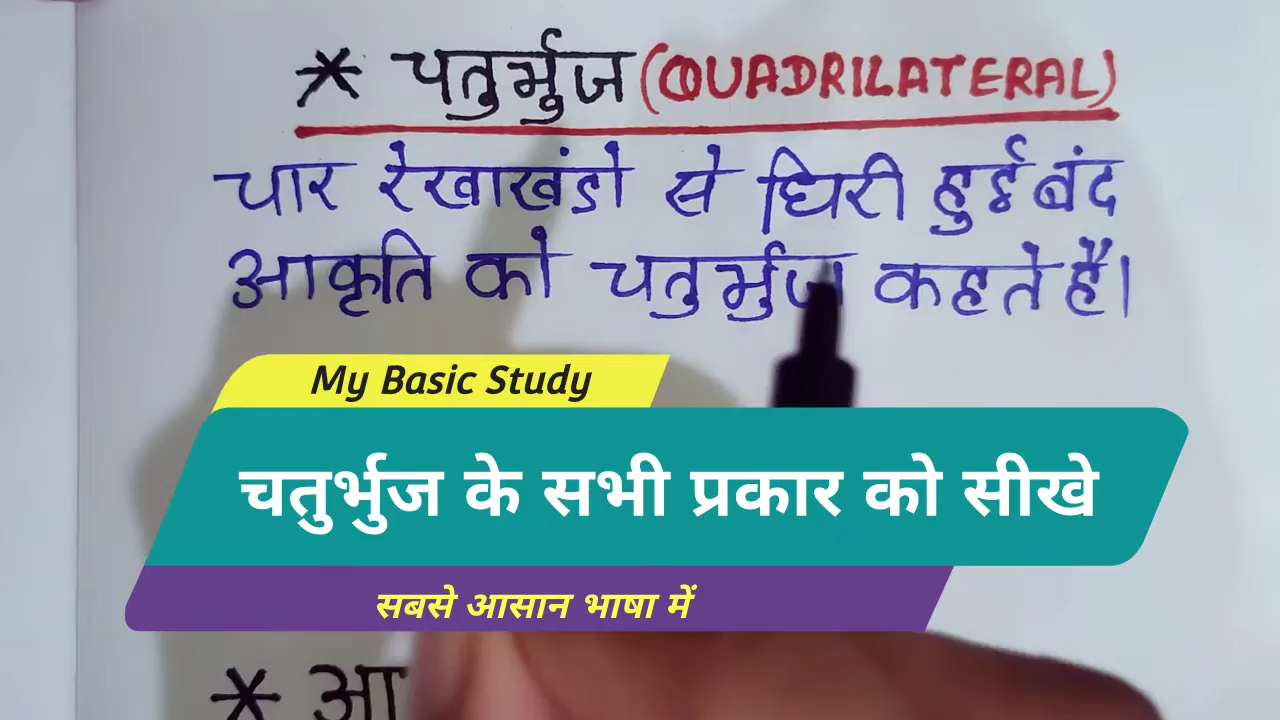 * चतुर्भुज (QUADRILATERAL)
चार रेखाखंडो से घिरी हुई बंद
आकृति को चतुर्भुज कहते है।
My Basic Study
चतुर्भुज के सभी प्रकार को सीखे
सबसे आसान भाषा में
* आ